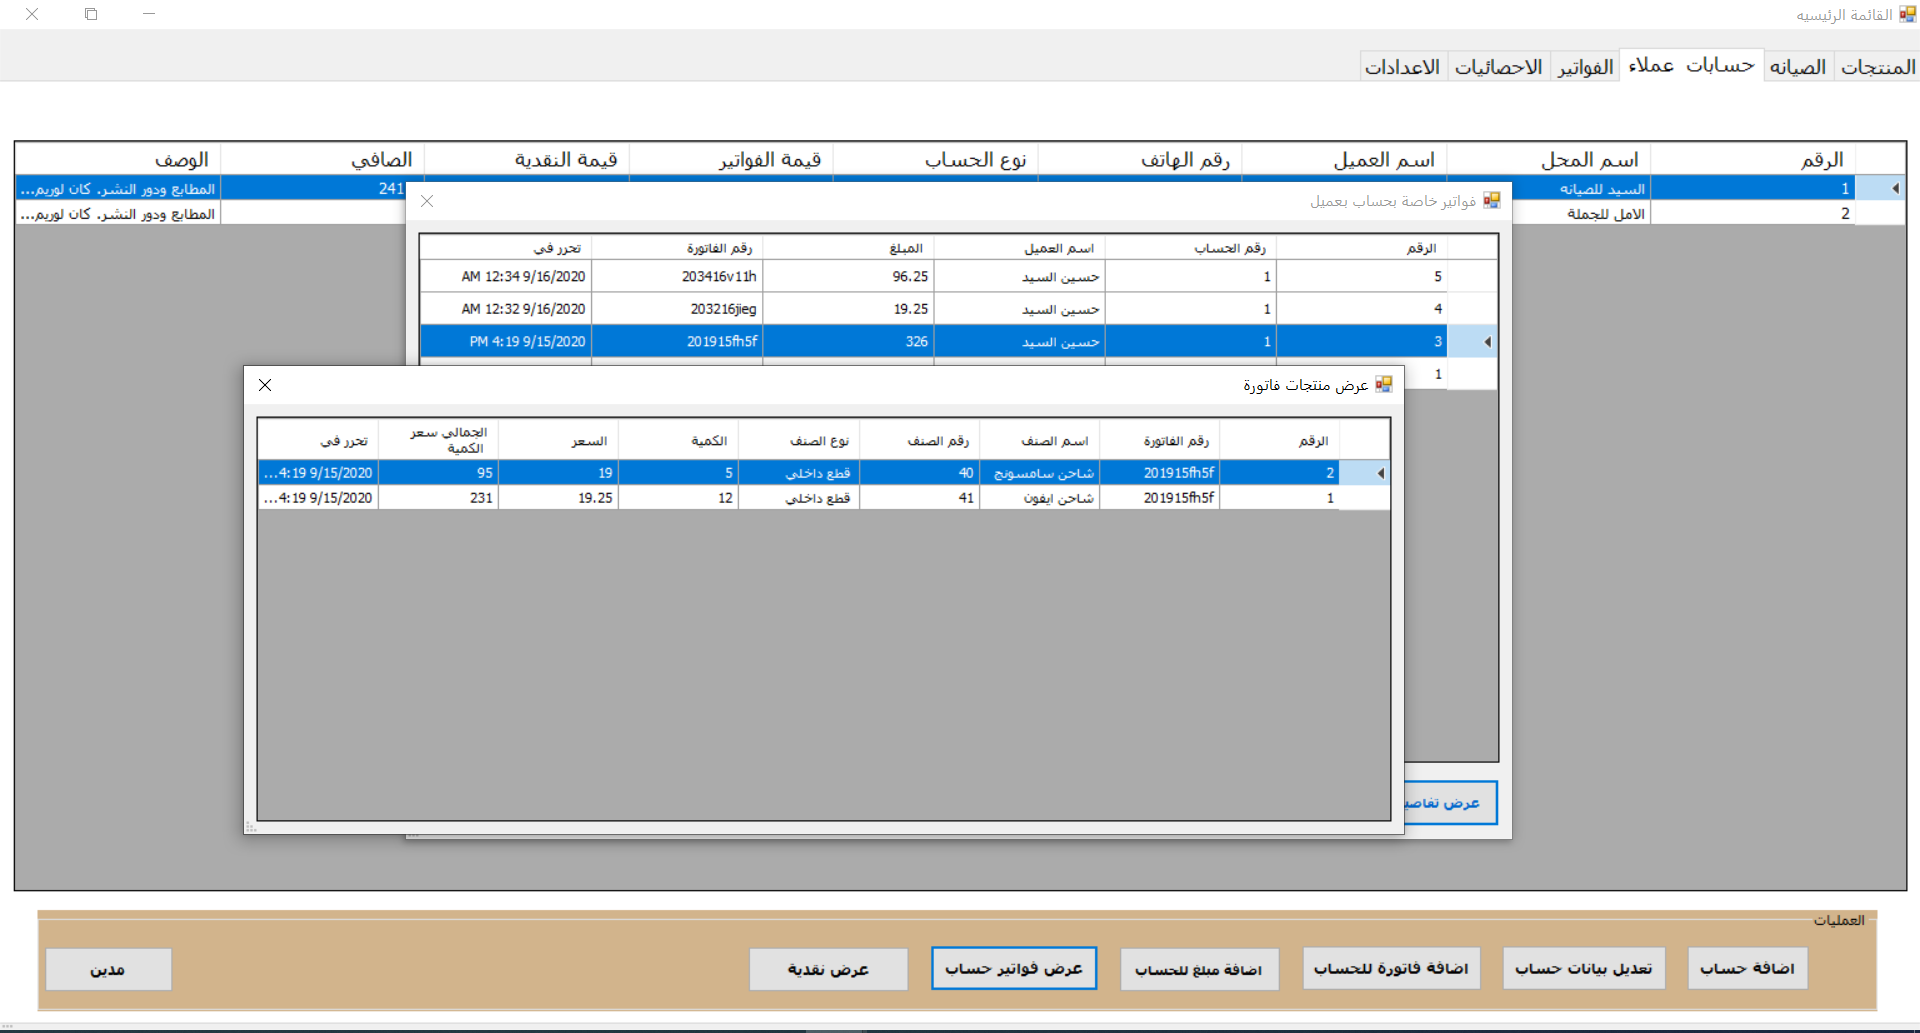 القائمة الرئيسيه
المنتجات الصيانه حسابات عملاء الفواتير الاحصائيات الاعدادات
الرقم اسم المحل اسم العميل رقم الهاتف نوع الحساب قيمة الفواتير قيمة النقدية الصافي الوصف
1 السيد للصيانه 241 المطابع ودور النشر. كان لوريم...
2 الامل للجملة المطابع ودور النشر. كان لوريم...
فواتير خاصة بحساب بعميل
الرقم رقم الحساب اسم العميل المبلغ رقم الفاتورة تحرر في
5 1 حسين السيد 96.25 203416v11h AM 12:34 9/16/2020
4 1 حسين السيد 19.25 203216jieg AM 12:32 9/16/2020
3 1 حسين السيد 326 201915fh5f PM 4:19 9/15/2020
1
عرض منتجات فاتورة
الرقم رقم الفاتورة اسم الصنف رقم الصنف نوع الصنف الكمية السعر الجمالي سعر الكمية تحرر في
2 201915fh5f شاحن سامسونج 40 قطع داخلي 5 19 95 ...4:19 9/15/2020
1 201915fh5f شاحن ايفون 41 قطع داخلي 12 19.25 231 ...4:19 9/15/2020
عرض تفاصي
العمليات
اضافة حساب تعديل بيانات حساب اضافة فاتورة للحساب اضافة مبلغ للحساب عرض فواتير حساب عرض نقدية مدين